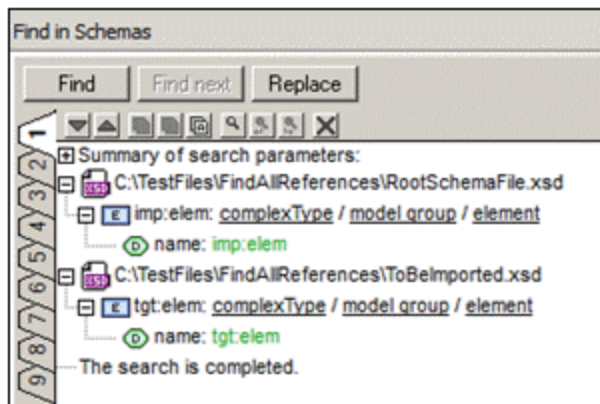 Find in Schemas
Find Find next Replace
Summary of search parameters:
XSD C:\TestFiles\FindAllReferences\RootSchemaFile.xsd
E imp:elem: complexType / model group / element
D name: imp:elem
XSD C:\TestFiles\FindAllReferences\ToBeImported.xsd
E tgt:elem: complexType / model group / element
D name: tgt:elem
The search is completed.
1
2
3
4
5
6
7
8
9